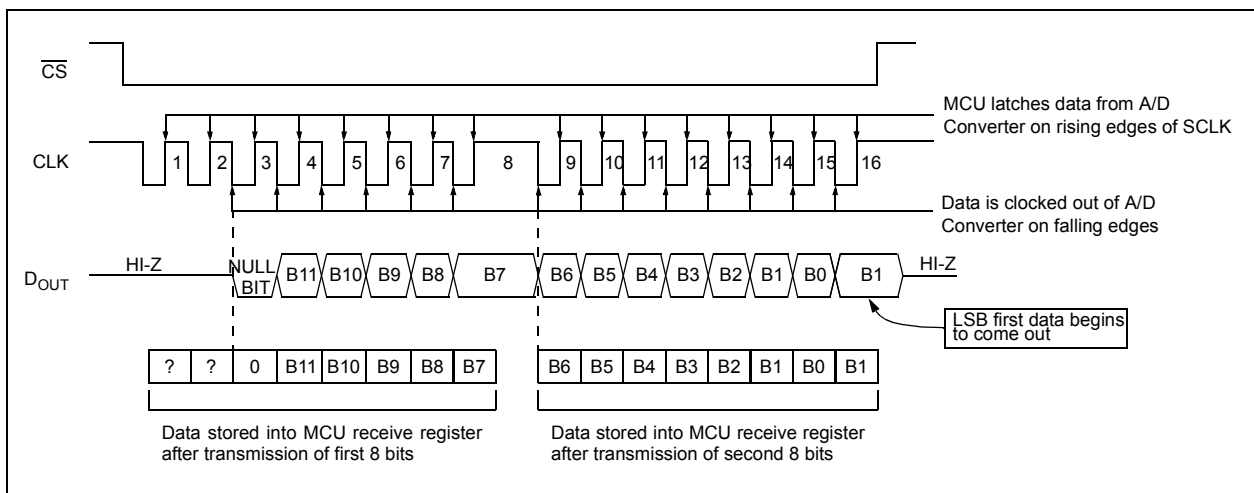 CS
MCU latches data from A/D
Converter on rising edges of SCLK
CLK
1 2 3 4 5 6 7 8 9 10 11 12 13 14 15 16
Data is clocked out of A/D
Converter on falling edges
HI-Z
NULL
BIT
B11 B10 B9 B8 B7 B6 B5 B4 B3 B2 B1 B0 B1
HI-Z
DOUT
LSB first data begins
to come out
? ? 0 B11 B10 B9 B8 B7
B6 B5 B4 B3 B2 B1 B0 B1
Data stored into MCU receive register
after transmission of first 8 bits
Data stored into MCU receive register
after transmission of second 8 bits